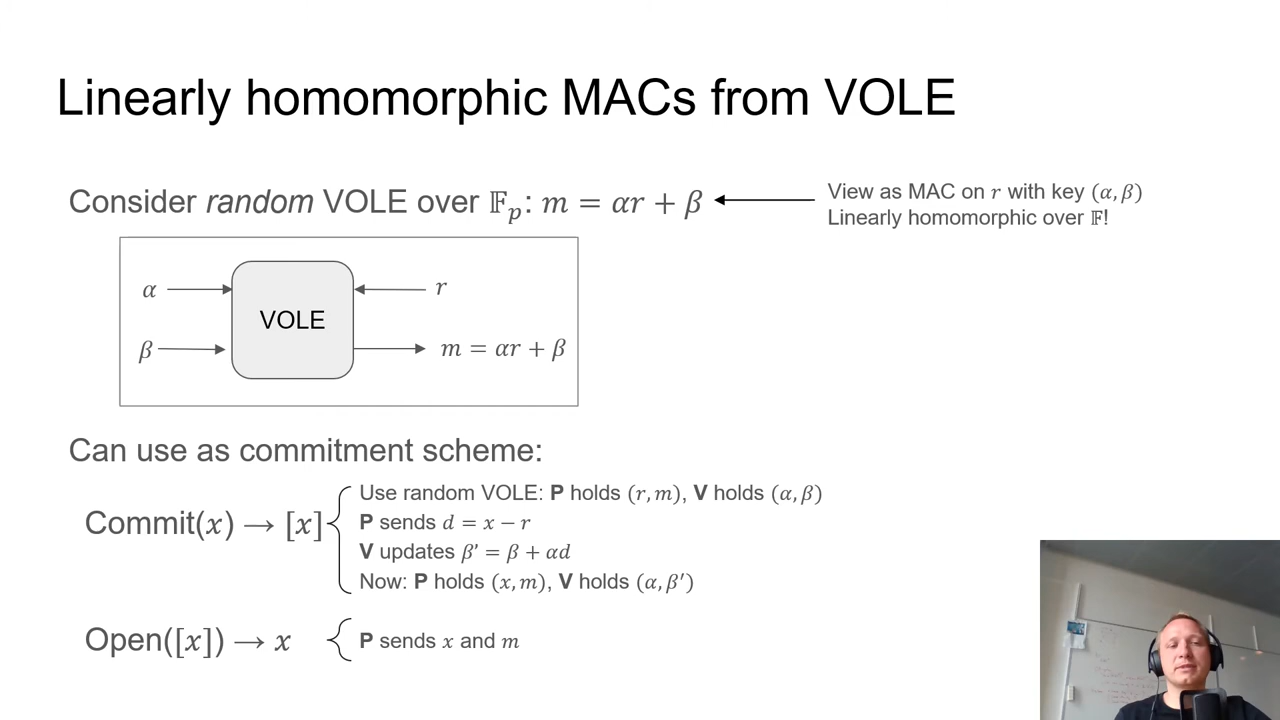 Linearly homomorphic MACs from VOLE
Consider random VOLE over 𝔽ₚ: m = αr + β
View as MAC on r with key (α, β)
Linearly homomorphic over 𝔽!
α
r
VOLE
β
m = αr + β
Can use as commitment scheme:
Commit(x) → [x]
Use random VOLE: P holds (r, m), V holds (α, β)
P sends d = x − r
V updates β' = β + αd
Now: P holds (x, m), V holds (α, β′)
Open([x]) → x
P sends x and m